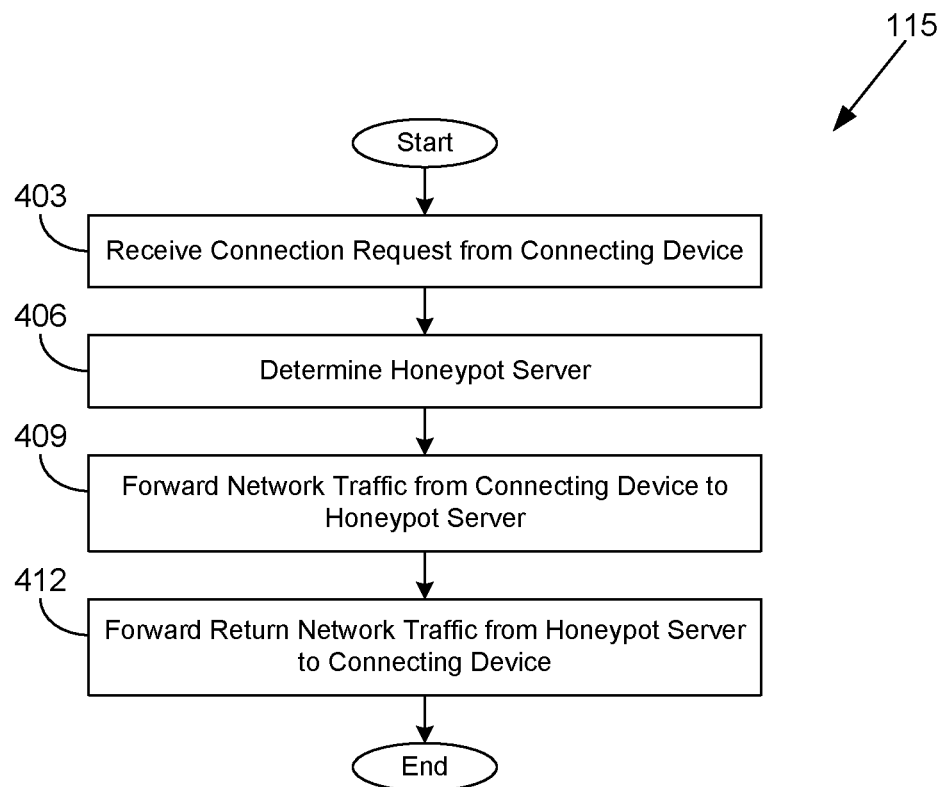 115
Start
403
Receive Connection Request from Connecting Device
406
Determine Honeypot Server
409
Forward Network Traffic from Connecting Device to
Honeypot Server
412
Forward Return Network Traffic from Honeypot Server
to Connecting Device
End